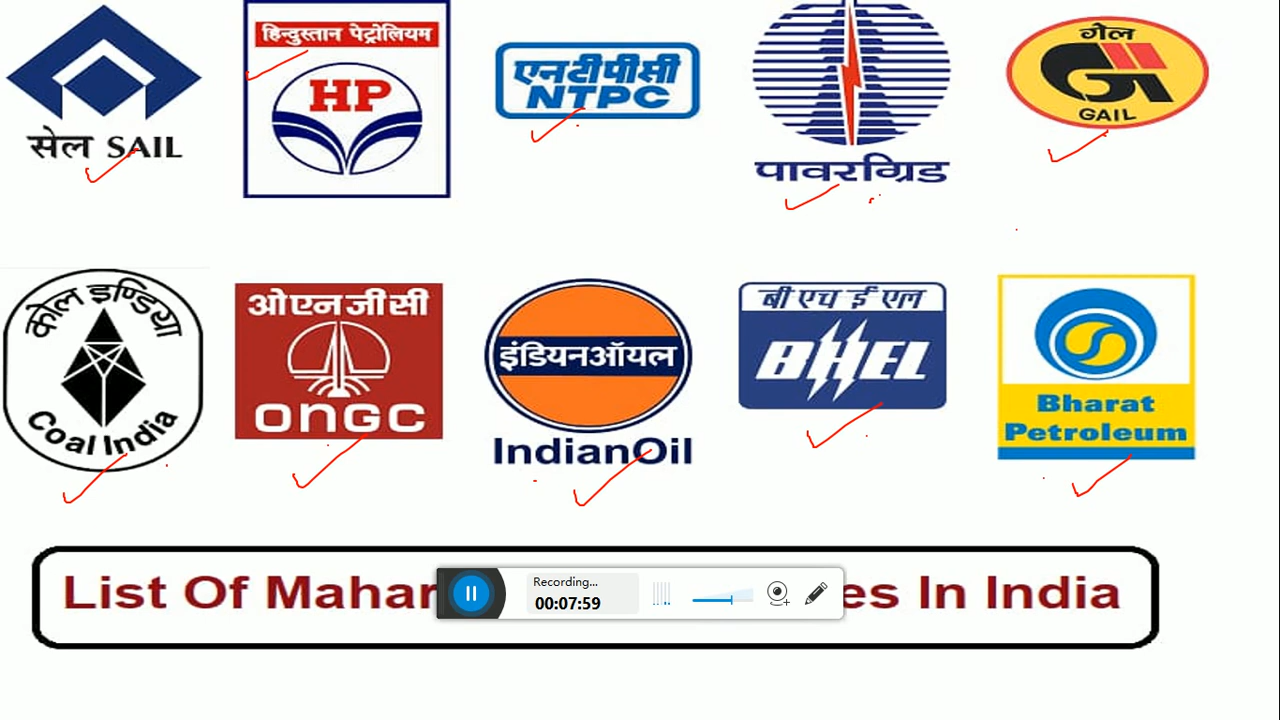 सेल SAIL
हिन्दुस्तान पेट्रोलियम
HP
एनटीपीसी
NTPC
पावरग्रिड
गेल
GAIL
कोल इण्डिया
Coal India
ओएनजीसी
ONGC
इंडियनऑयल
IndianOil
बी एच ई एल
BHEL
Bharat
Petroleum
List Of Mahar es In India
Recording...
00:07:59